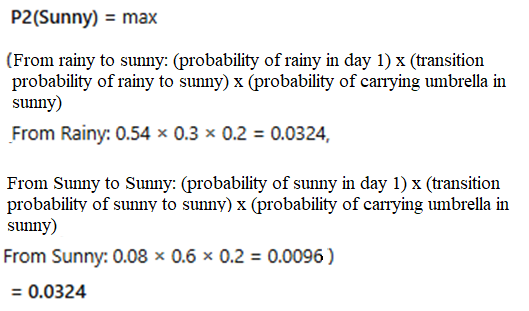 P2(Sunny) = max
(From rainy to sunny: (probability of rainy in day 1) x (transition
probability of rainy to sunny) x (probability of carrying umbrella in
sunny)
From Rainy: 0.54 × 0.3 × 0.2 = 0.0324,
From Sunny to Sunny: (probability of sunny in day 1) x (transition
probability of sunny to sunny) x (probability of carrying umbrella in
sunny)
From Sunny: 0.08 × 0.6 × 0.2 = 0.0096 )
= 0.0324